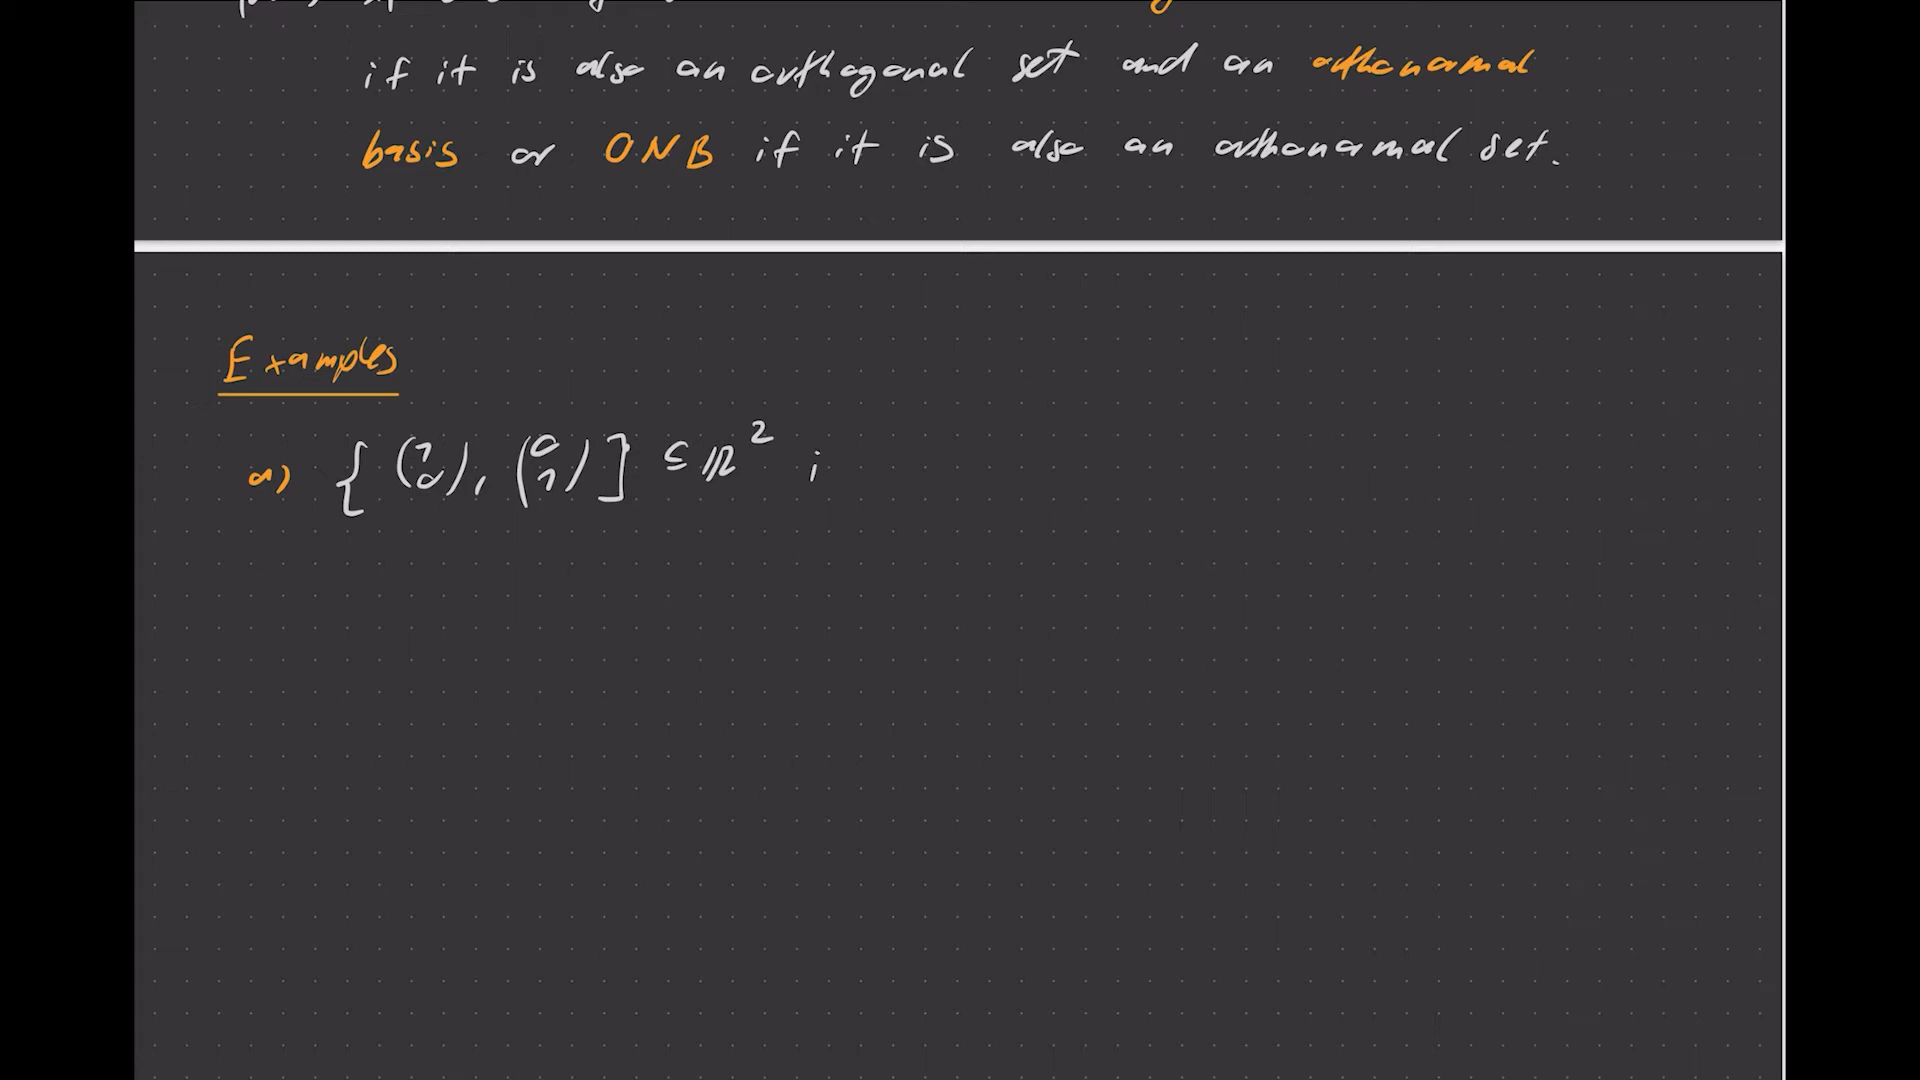 if it is also an orthogonal set and an orthonormal
basis or ONB if it is also an orthonormal set.
Examples
a) { (1 0), (0 1) } ⊆ ℝ² i